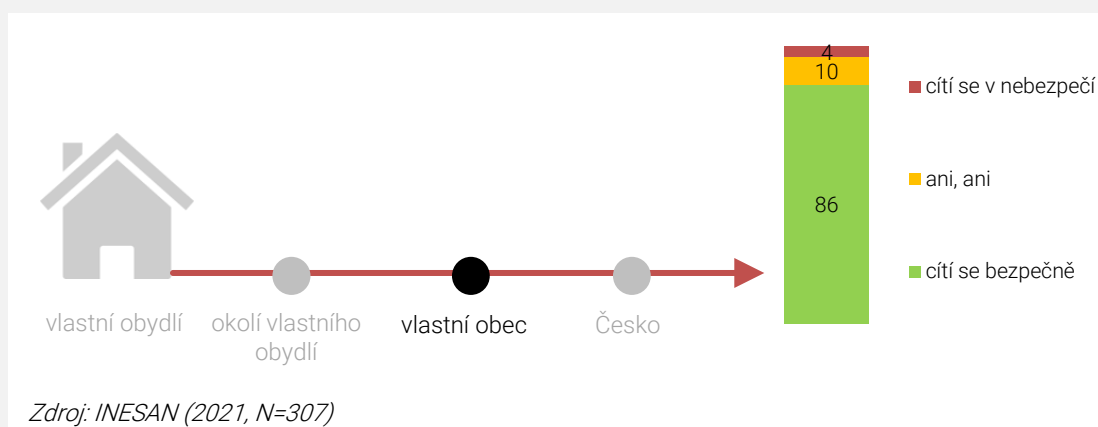 4
10
86
cítí se v nebezpečí
ani, ani
cítí se bezpečně
vlastní obydlí
okolí vlastního
obydlí
vlastní obec
Česko
Zdroj: INESAN (2021, N=307)